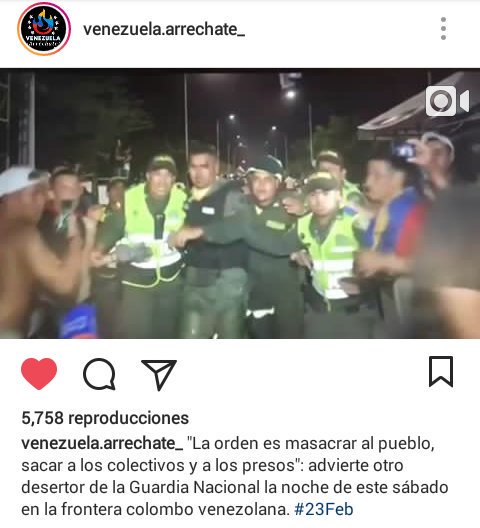 VENEZUELA
Arrechate
venezuela.arrechate_
5,758 reproducciones
venezuela.arrechate_ "La orden es masacrar al pueblo,
sacar a los colectivos y a los presos": advierte otro
desertor de la Guardia Nacional la noche de este sábado
en la frontera colombo venezolana. #23Feb